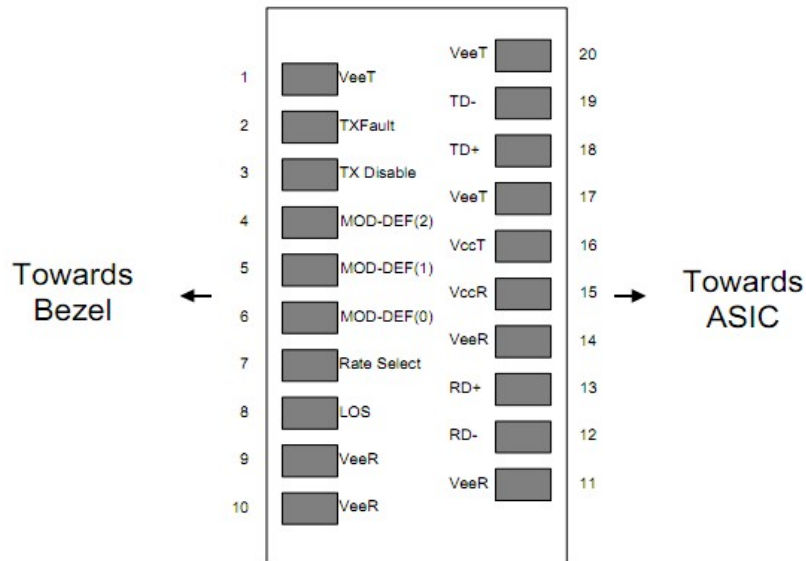 VeeT 20
1 VeeT
TD- 19
2 TXFault
TD+ 18
3 TX Disable
VeeT 17
4 MOD-DEF(2)
VccT 16
5 MOD-DEF(1)
Towards
Bezel
VccR 15
Towards
ASIC
6 MOD-DEF(0)
VeeR 14
7 Rate Select
RD+ 13
8 LOS
RD- 12
9 VeeR
VeeR 11
10 VeeR